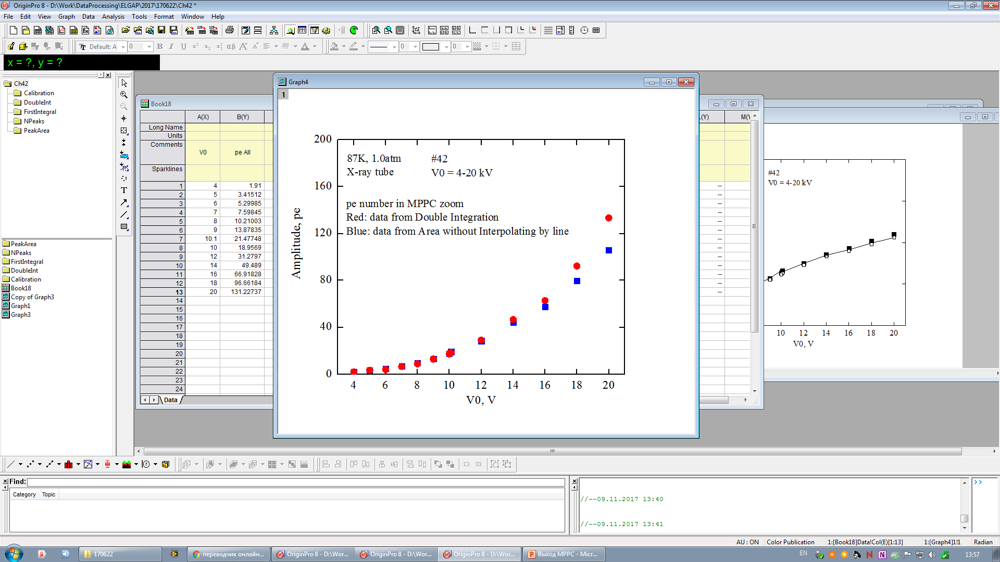 OriginPro 8 - D:\Work\DataProcessing\ELGAP\2017\170622\Ch42 *
File Edit View Graph Data Analysis Tools Format Window Help
Default: A 0 B I U 0 0
x = ?, y = ?
Ch42
Calibration
DoubleInt
FirstIntegral
NPeaks
PeakArea
PeakArea
NPeaks
FirstIntegral
DoubleInt
Calibration
Book18
Copy of Graph3
Graph1
Graph3
Book18
A(X) B(Y)
Long Name
Units
Comments V0 pe All
Sparklines
1 4 1.91
2 5 3.41512
3 6 5.29985
4 7 7.59845
5 8 10.21003
6 9 13.87835
7 10.1 21.47748
8 10 18.9569
9 12 31.2797
10 14 49.489
11 16 66.91828
12 18 96.66184
13 20 131.22737
14
15
16
17
18
19
20
21
22
23
24
Data
Graph4
1
200
160
120
80
40
0
Amplitude, pe
87K, 1.0atm #42
X-ray tube V0 = 4-20 kV
pe number in MPPC zoom
Red: data from Double Integration
Blue: data from Area without Interpolating by line
4 6 8 10 12 14 16 18 20
V0, V
#42
V0 = 4-20 kV
10 12 14 16 18 20
V0, V
Find:
Category Topic
//--09.11.2017 13:40
//--09.11.2017 13:41
>>
AU : ON Color Publication 1:[Book18]Data!Col(E)[1:13] 1:[Graph4]1!1 Radian
170622
переводчик онлайн...
OriginPro 8 - D:\Wor...
OriginPro 8 - D:\Wor...
OriginPro 8 - D:\Wor...
Выход MPPC - Micr...
EN
13:57